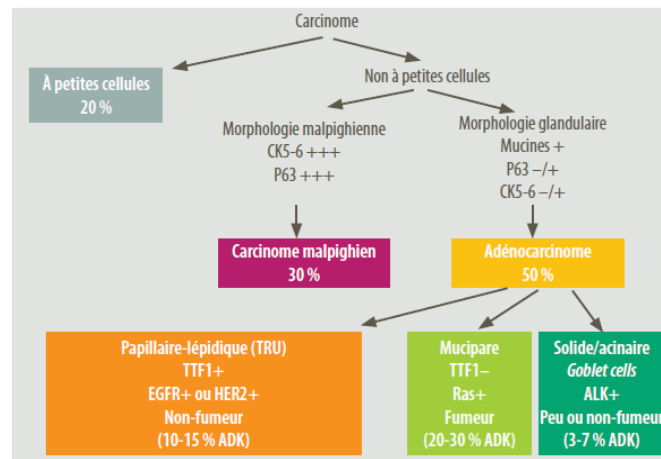 Carcinome
À petites cellules
20 %
Non à petites cellules
Morphologie malpighienne
CK5-6 +++
P63 +++
Morphologie glandulaire
Mucines +
P63 –/+
CK5-6 –/+
Carcinome malpighien
30 %
Adénocarcinome
50 %
Papillaire-lépidique (TRU)
TTF1+
EGFR+ ou HER2+
Non-fumeur
(10-15 % ADK)
Mucipare
TTF1–
Ras+
Fumeur
(20-30 % ADK)
Solide/acinaire
Goblet cells
ALK+
Peu ou non-fumeur
(3-7 % ADK)